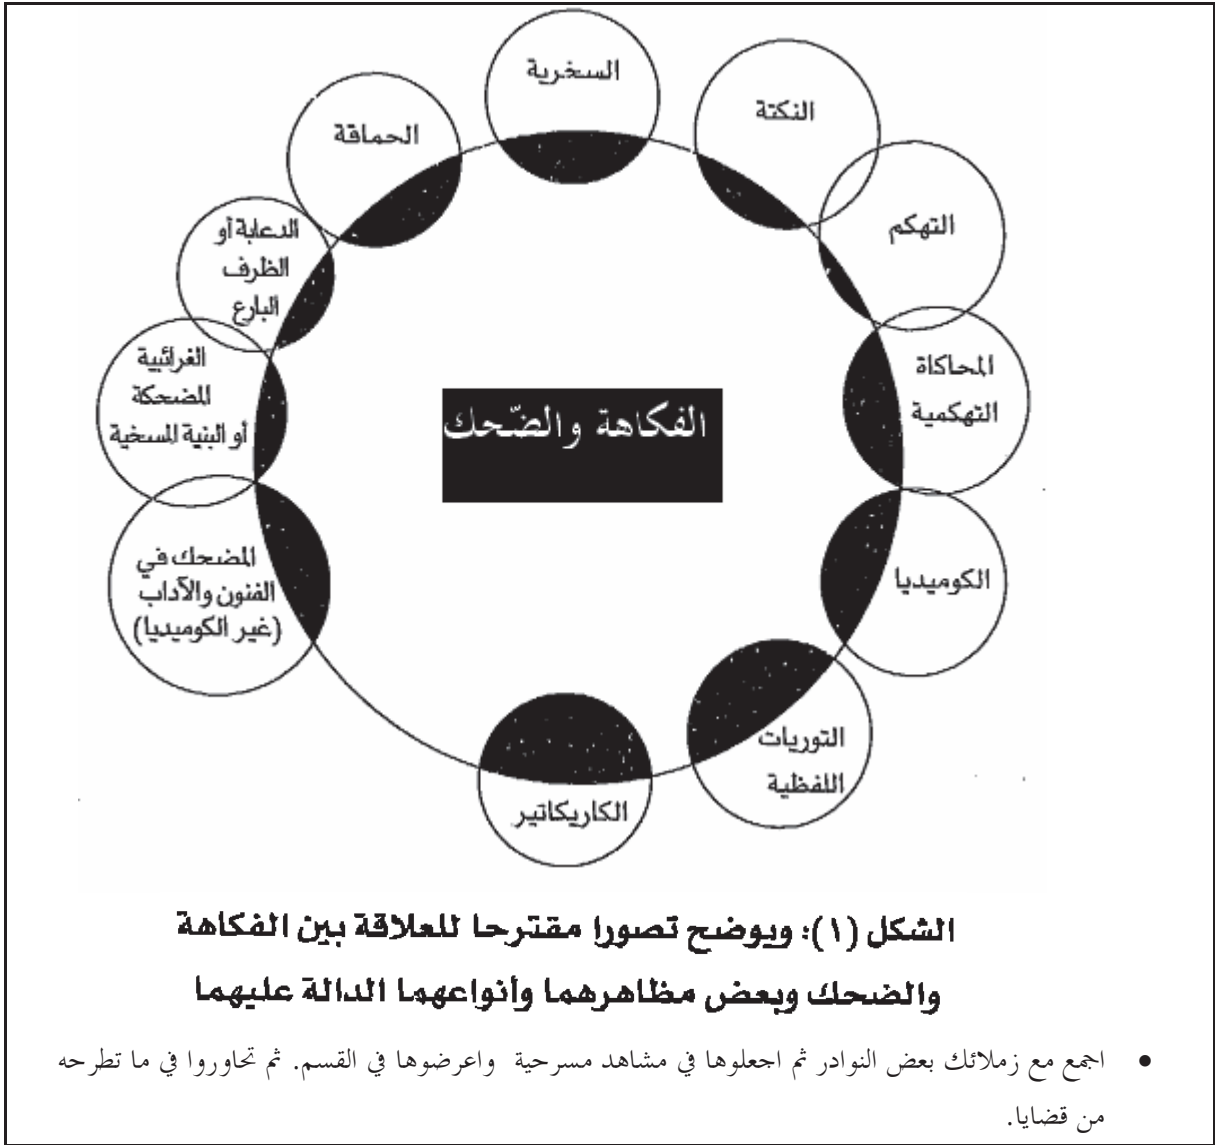 السخرية
النكتة
الحماقة
التهكم
الدعابة أو
الظرف
البارع
المحاكاة
التهكمية
الغرائبية
المضحكة
أو البنية المسخية
الفكاهة والضّحك
المضحك في
الفنون والآداب
(غير الكوميديا)
الكوميديا
التوريات
اللفظية
الكاريكاتير
الشكل (١): ويوضح تصورا مقترحا للعلاقة بين الفكاهة
والضحك وبعض مظاهرهما وأنواعهما الدالة عليهما
• اجمع مع زملائك بعض النوادر ثم اجعلوها في مشاهد مسرحية واعرضوها في القسم. ثم تحاوروا في ما تطرحه
من قضايا.